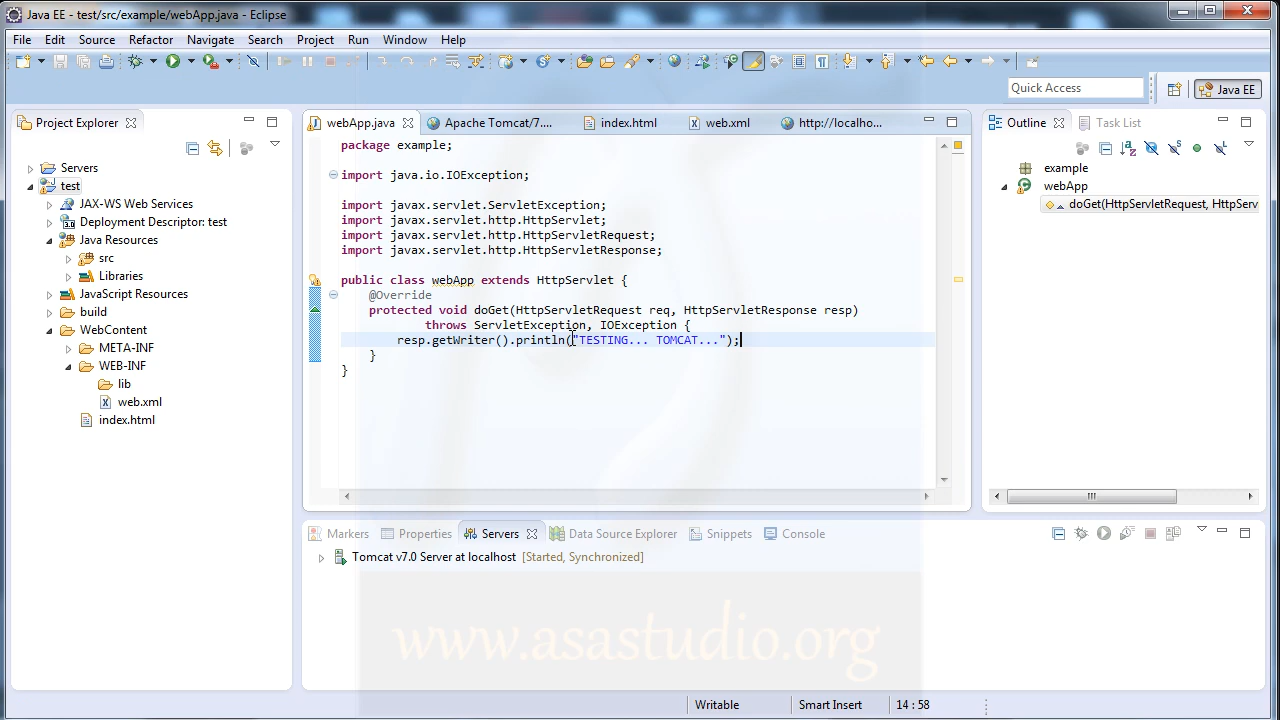 Java EE - test/src/example/webApp.java - Eclipse
File Edit Source Refactor Navigate Search Project Run Window Help
Quick Access
Java EE
Project Explorer
Servers
test
JAX-WS Web Services
Deployment Descriptor: test
Java Resources
src
Libraries
JavaScript Resources
build
WebContent
META-INF
WEB-INF
lib
web.xml
index.html
webApp.java Apache Tomcat/7.... index.html web.xml http://localho...
package example;
import java.io.IOException;
import javax.servlet.ServletException;
import javax.servlet.http.HttpServlet;
import javax.servlet.http.HttpServletRequest;
import javax.servlet.http.HttpServletResponse;
public class webApp extends HttpServlet {
@Override
protected void doGet(HttpServletRequest req, HttpServletResponse resp)
throws ServletException, IOException {
resp.getWriter().println("TESTING... TOMCAT...");
}
}
Outline Task List
example
webApp
doGet(HttpServletRequest, HttpServ
Markers Properties Servers Data Source Explorer Snippets Console
Tomcat v7.0 Server at localhost [Started, Synchronized]
www.asastudio.org
Writable Smart Insert 14 : 58